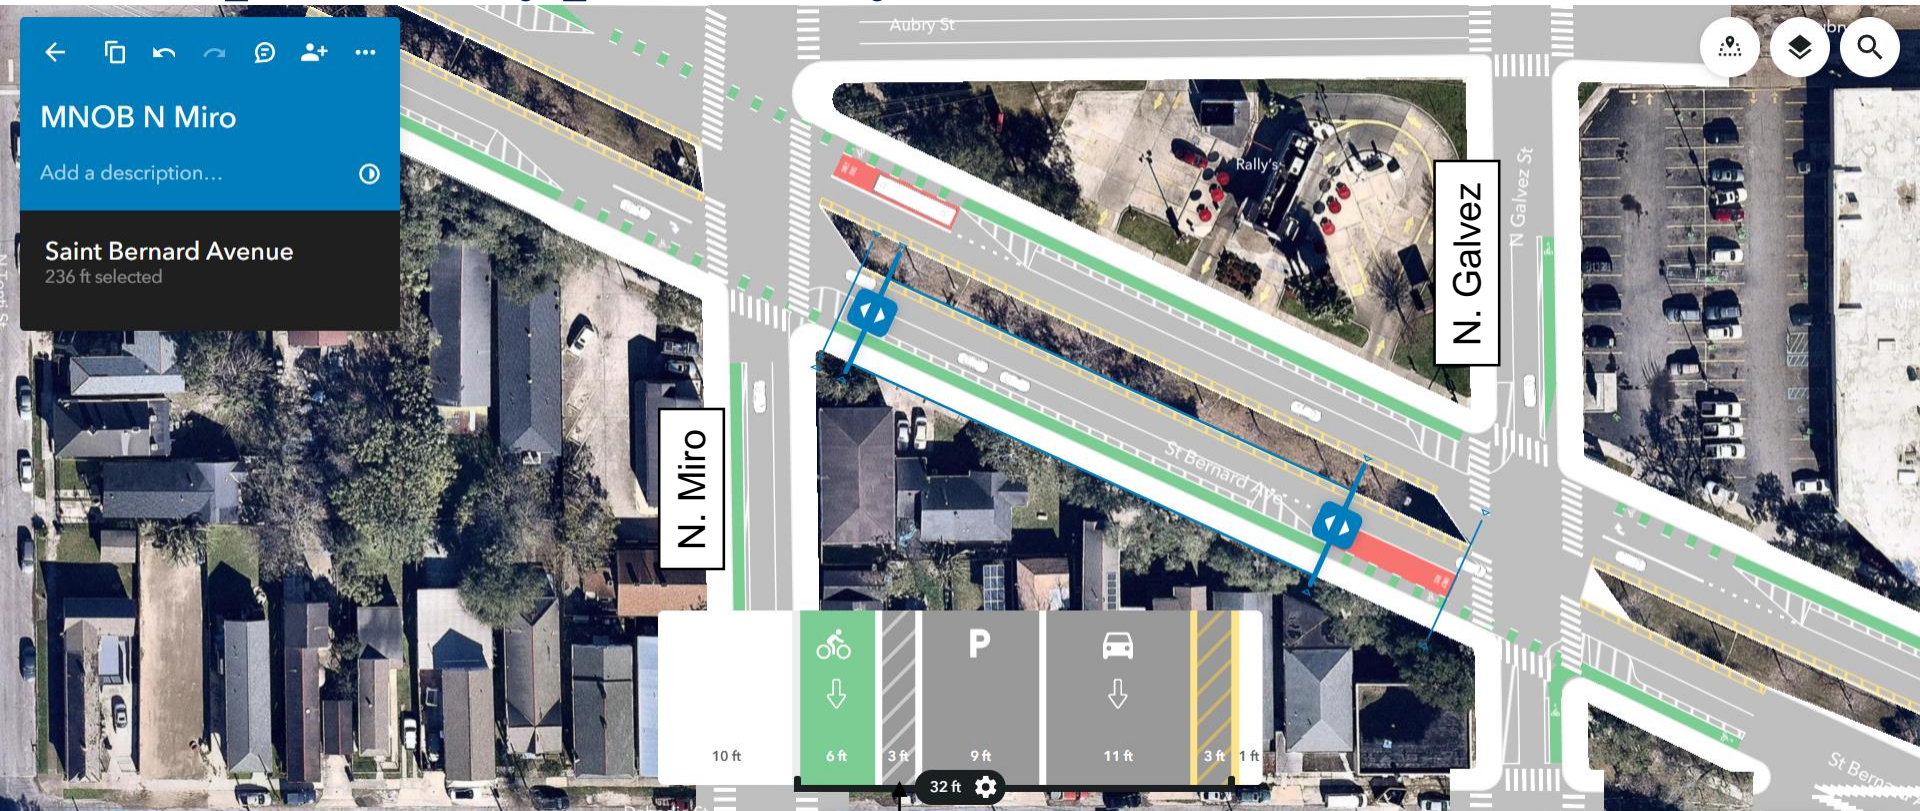 Aubry St
MNOB N Miro
Add a description...
Saint Bernard Avenue
236 ft selected
Rally's
N Galvez St
N. Galvez
N. Miro
St Bernard Ave
P
10 ft
6 ft
3 ft
9 ft
11 ft
3 ft
1 ft
32 ft